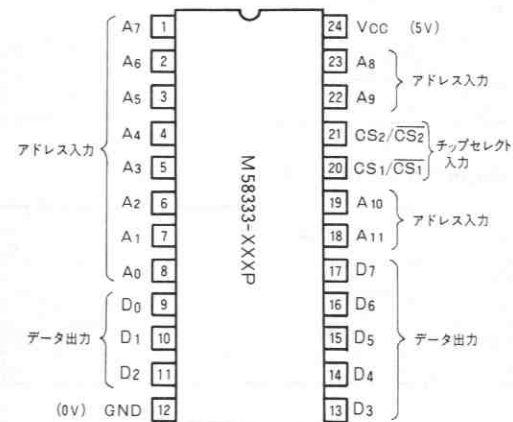 A7 1 24 VCC (5V)
A6 2 23 A8
アドレス入力
A5 3 22 A9
A4 4 21 CS2/CS2
チップセレクト
入力
アドレス入力
A3 5 20 CS1/CS1
A2 6 19 A10
アドレス入力
A1 7 18 A11
A0 8 17 D7
D0 9 16 D6
データ出力 D1 10 15 D5 データ出力
D2 11 14 D4
(0V) GND 12 13 D3
M58333-XXXP